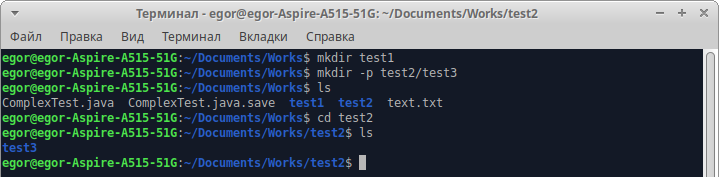 Терминал - egor@egor-Aspire-A515-51G: ~/Documents/Works/test2
Файл Правка Вид Терминал Вкладки Справка
egor@egor-Aspire-A515-51G:~/Documents/Works$ mkdir test1
egor@egor-Aspire-A515-51G:~/Documents/Works$ mkdir -p test2/test3
egor@egor-Aspire-A515-51G:~/Documents/Works$ ls
ComplexTest.java ComplexTest.java.save test1 test2 text.txt
egor@egor-Aspire-A515-51G:~/Documents/Works$ cd test2
egor@egor-Aspire-A515-51G:~/Documents/Works/test2$ ls
test3
egor@egor-Aspire-A515-51G:~/Documents/Works/test2$